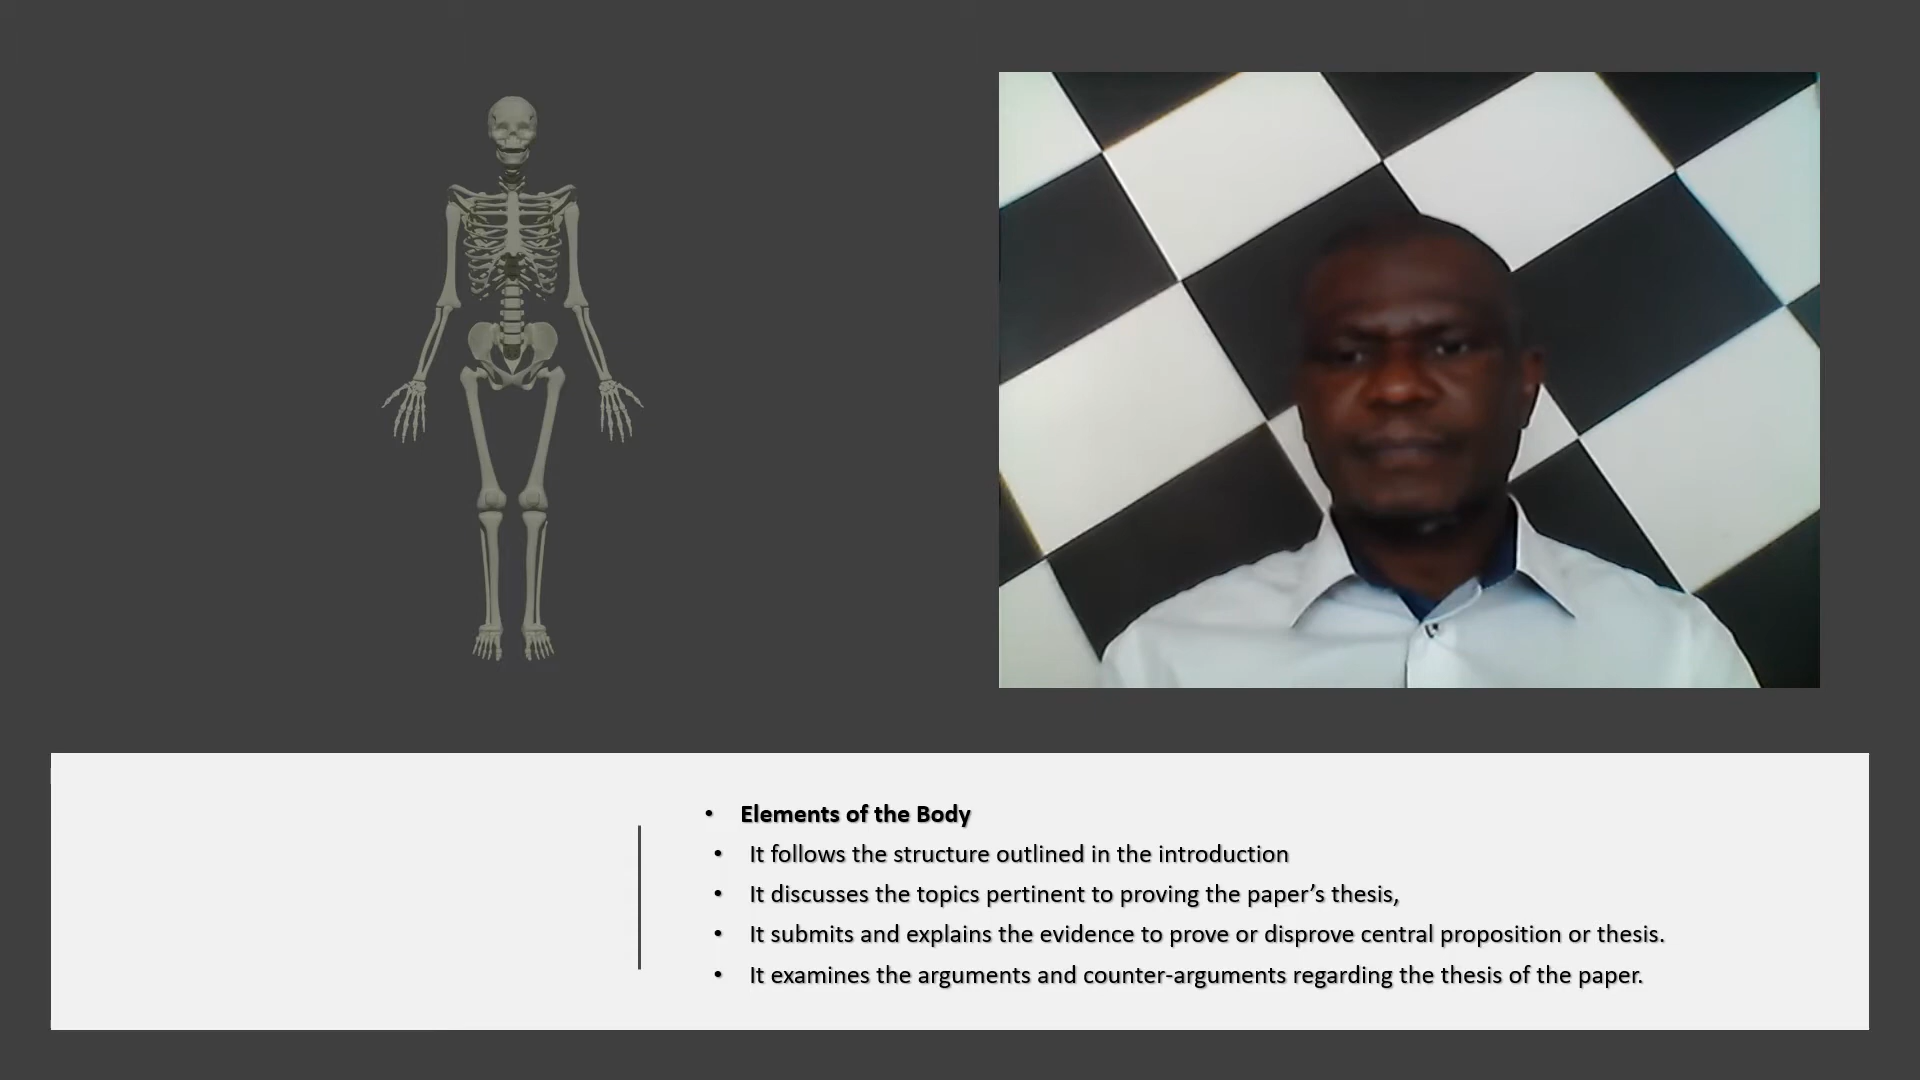 • Elements of the Body
• It follows the structure outlined in the introduction
• It discusses the topics pertinent to proving the paper’s thesis,
• It submits and explains the evidence to prove or disprove central proposition or thesis.
• It examines the arguments and counter-arguments regarding the thesis of the paper.